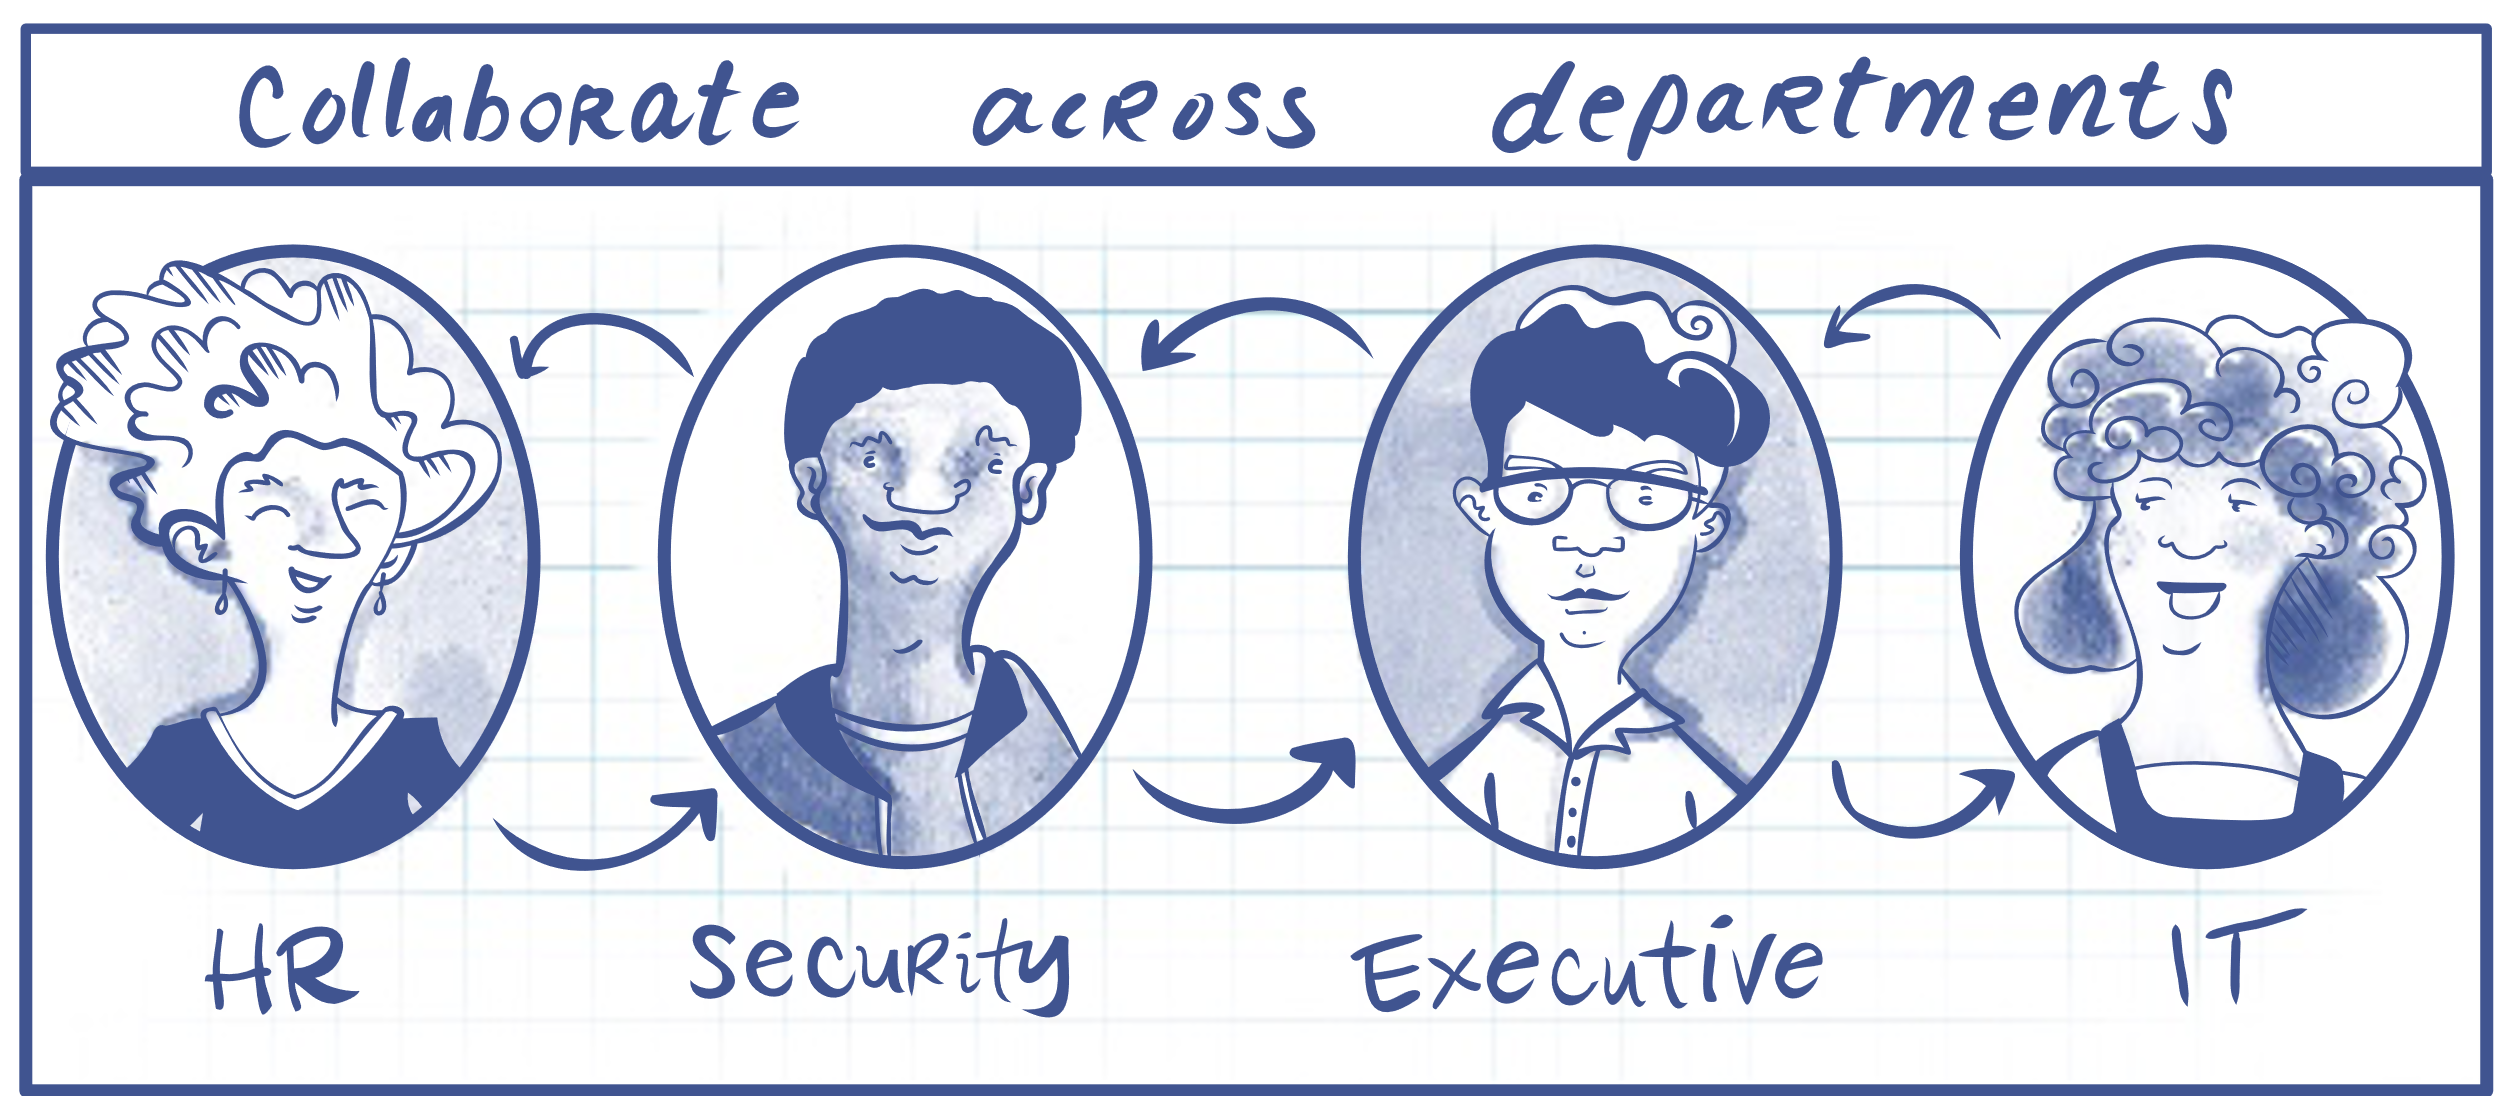 Collaborate across departments
HR Security Executive IT